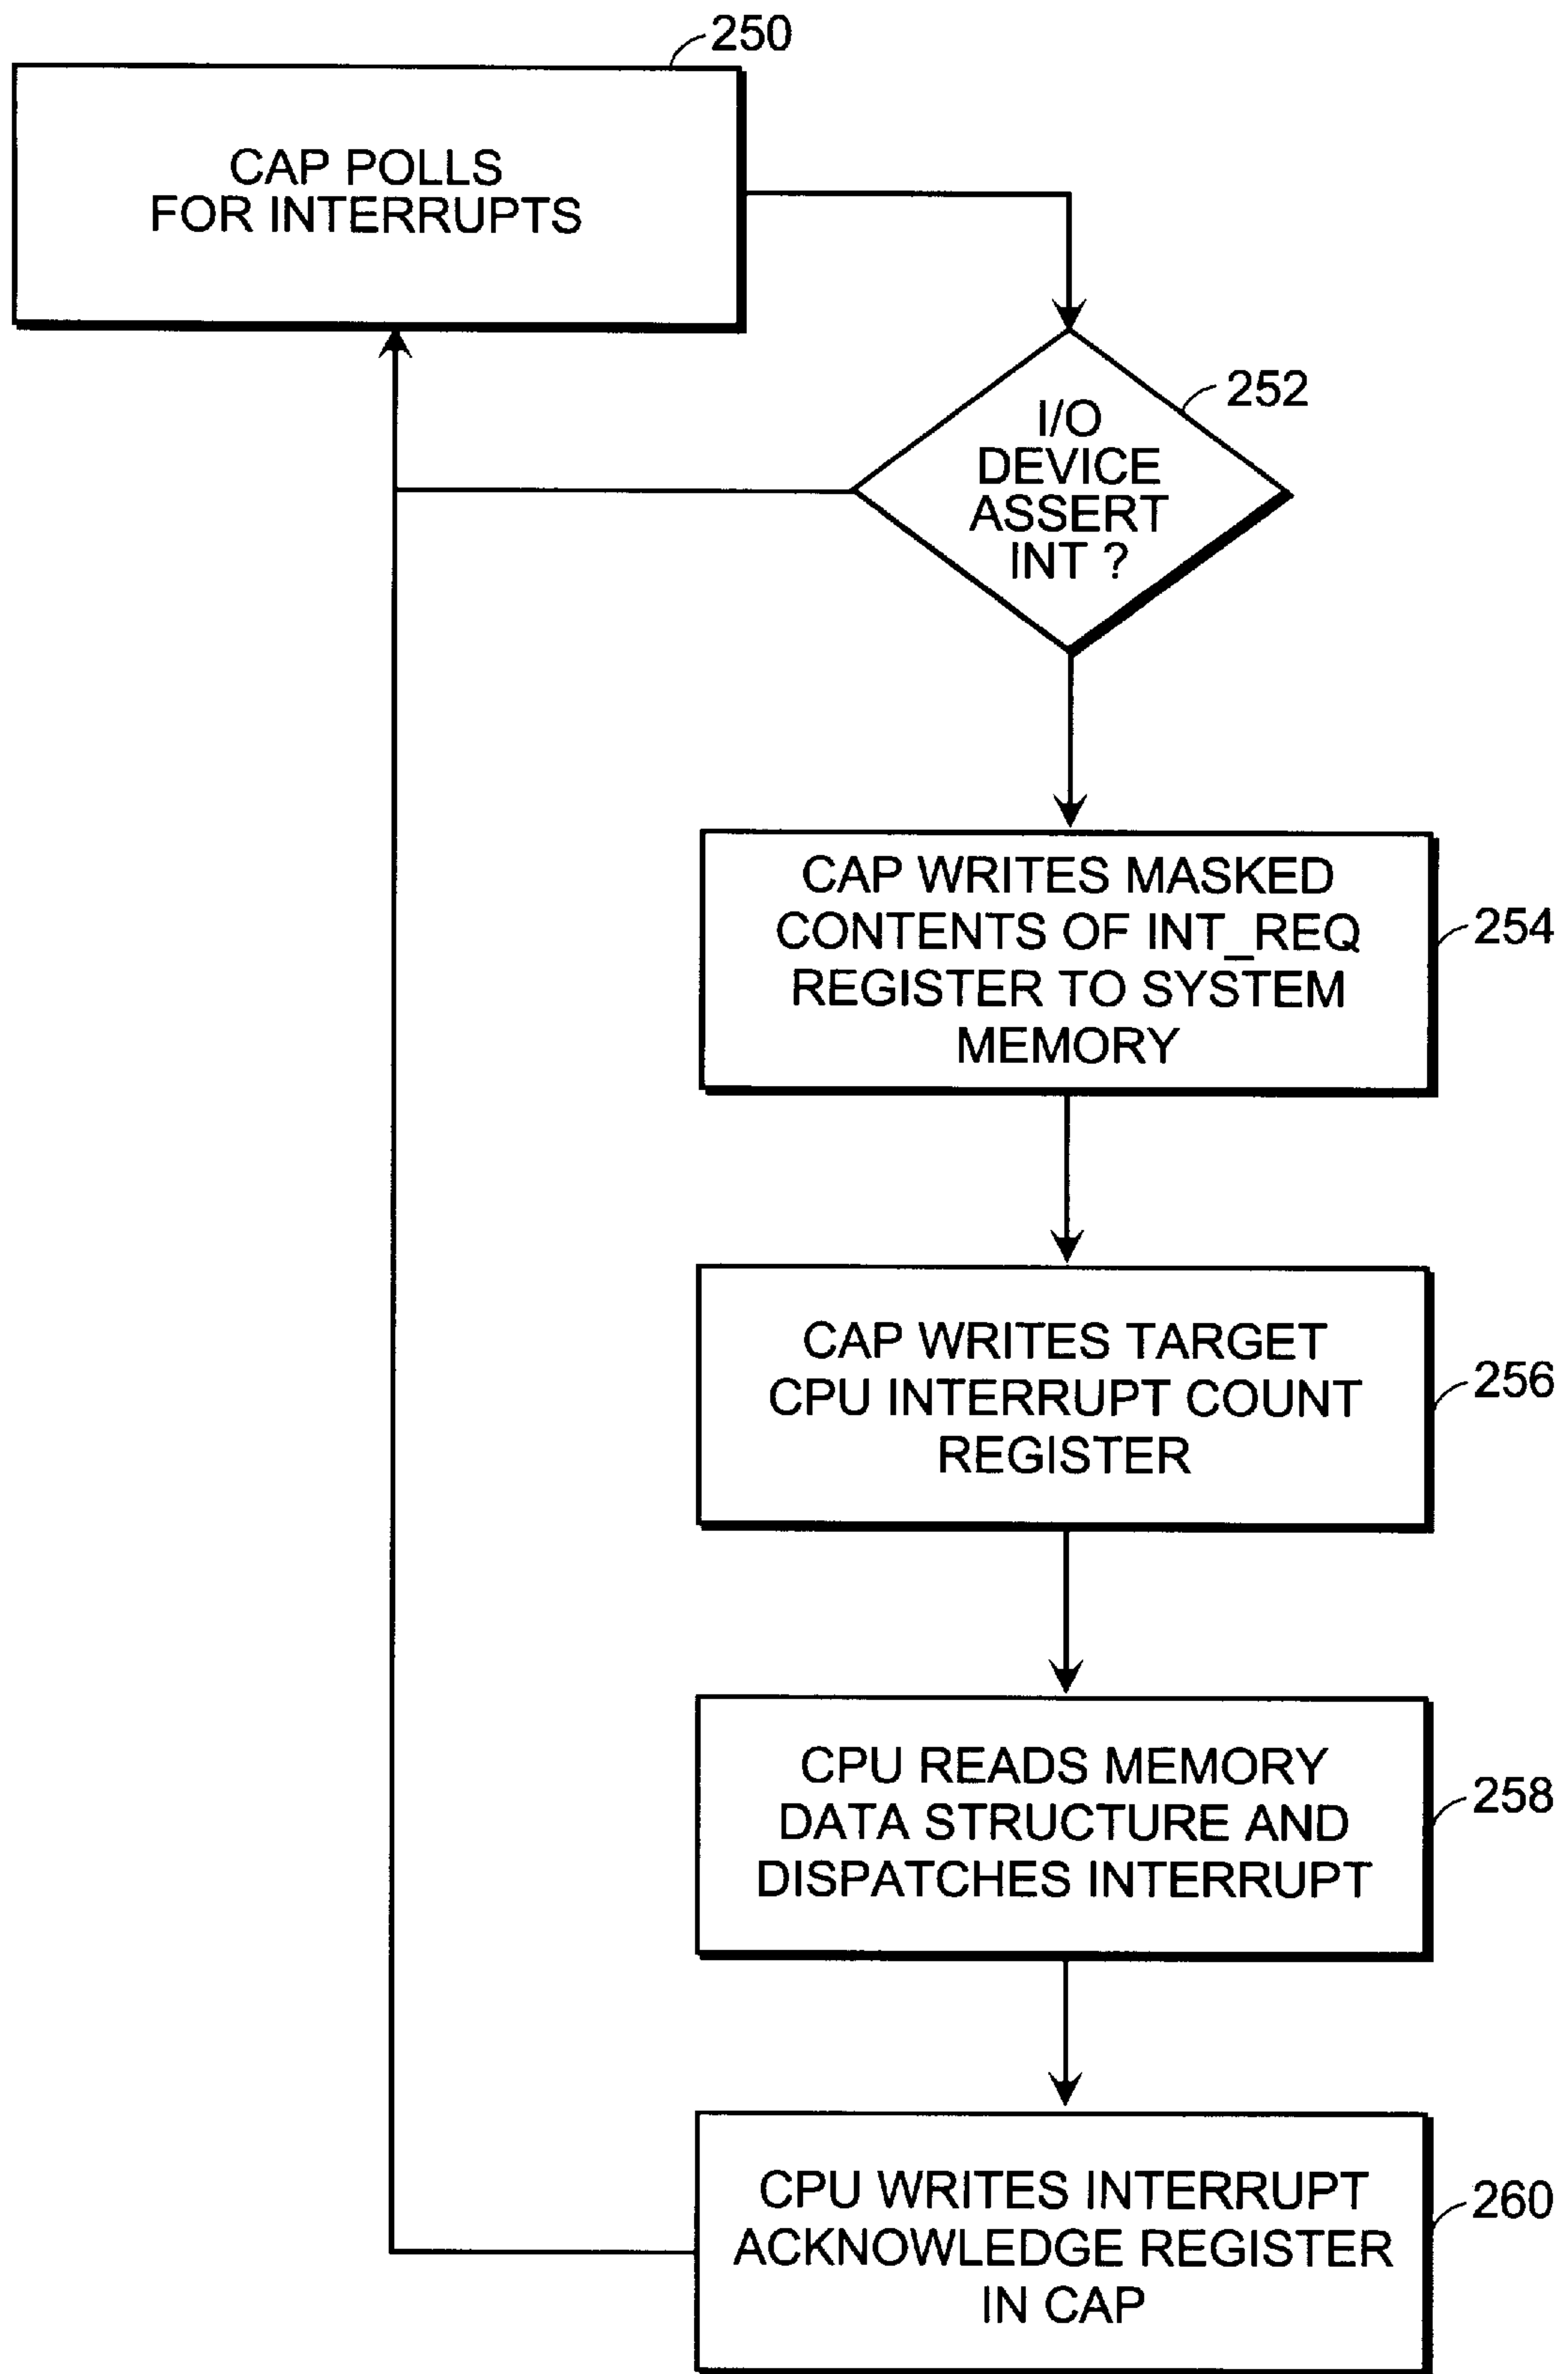 250
CAP POLLS
FOR INTERRUPTS
252
I/O
DEVICE
ASSERT
INT ?
CAP WRITES MASKED
CONTENTS OF INT_REQ
REGISTER TO SYSTEM
MEMORY
254
CAP WRITES TARGET
CPU INTERRUPT COUNT
REGISTER
256
CPU READS MEMORY
DATA STRUCTURE AND
DISPATCHES INTERRUPT
258
CPU WRITES INTERRUPT
ACKNOWLEDGE REGISTER
IN CAP
260